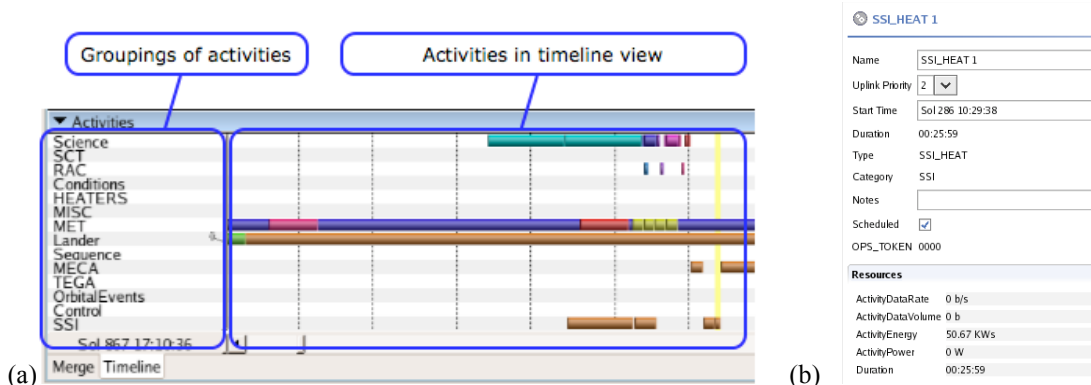 Groupings of activities
Activities in timeline view
Activities
Science
SCT
RAC
Conditions
HEATERS
MISC
MET
Lander
Sequence
MECA
TEGA
OrbitalEvents
Control
SSI
Sol 867 17:10:36
Merge Timeline
(a)
(b)
SSI_HEAT 1
Name SSI_HEAT 1
Uplink Priority 2
Start Time Sol 286 10:29:38
Duration 00:25:59
Type SSI_HEAT
Category SSI
Notes
Scheduled
OPS_TOKEN 0000
Resources
ActivityDataRate 0 b/s
ActivityDataVolume 0 b
ActivityEnergy 50.67 KWs
ActivityPower 0 W
Duration 00:25:59